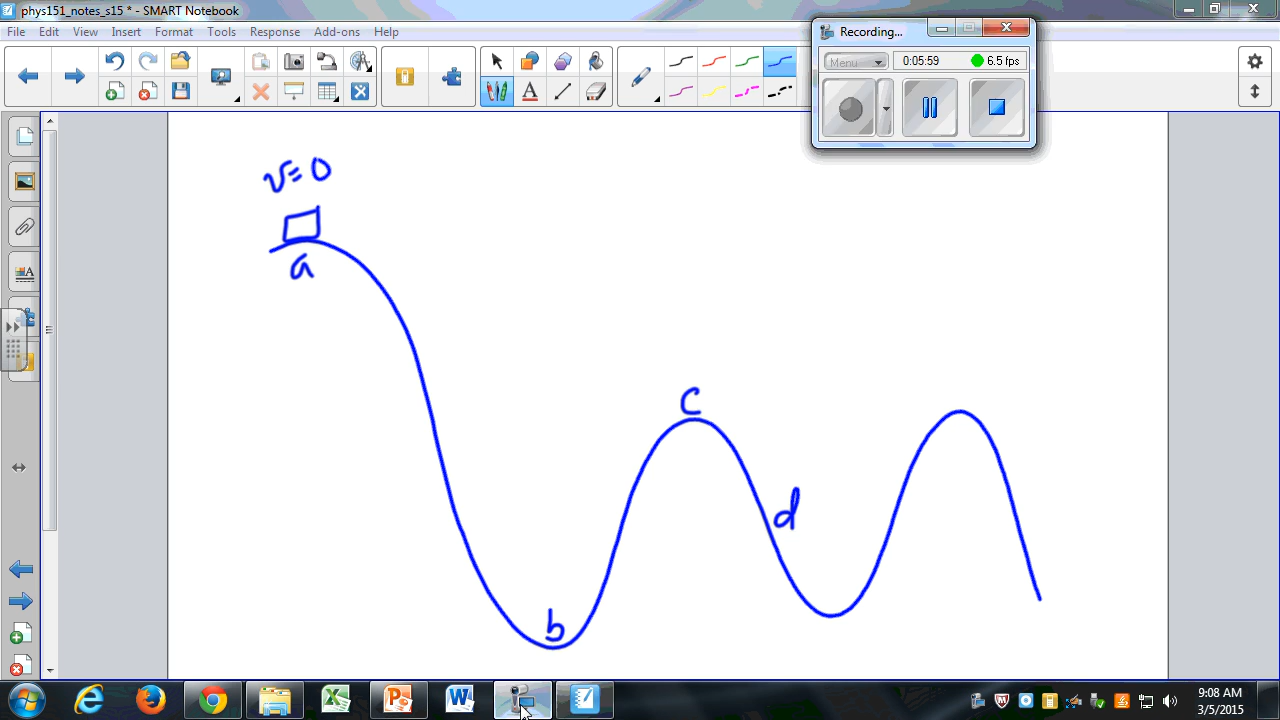 phys151_notes_s15 * - SMART Notebook
File Edit View Insert Format Tools Response Add-ons Help
Recording...
Menu 0:05:59 6.5 fps
v=0
a
c
d
b
9:08 AM
3/5/2015